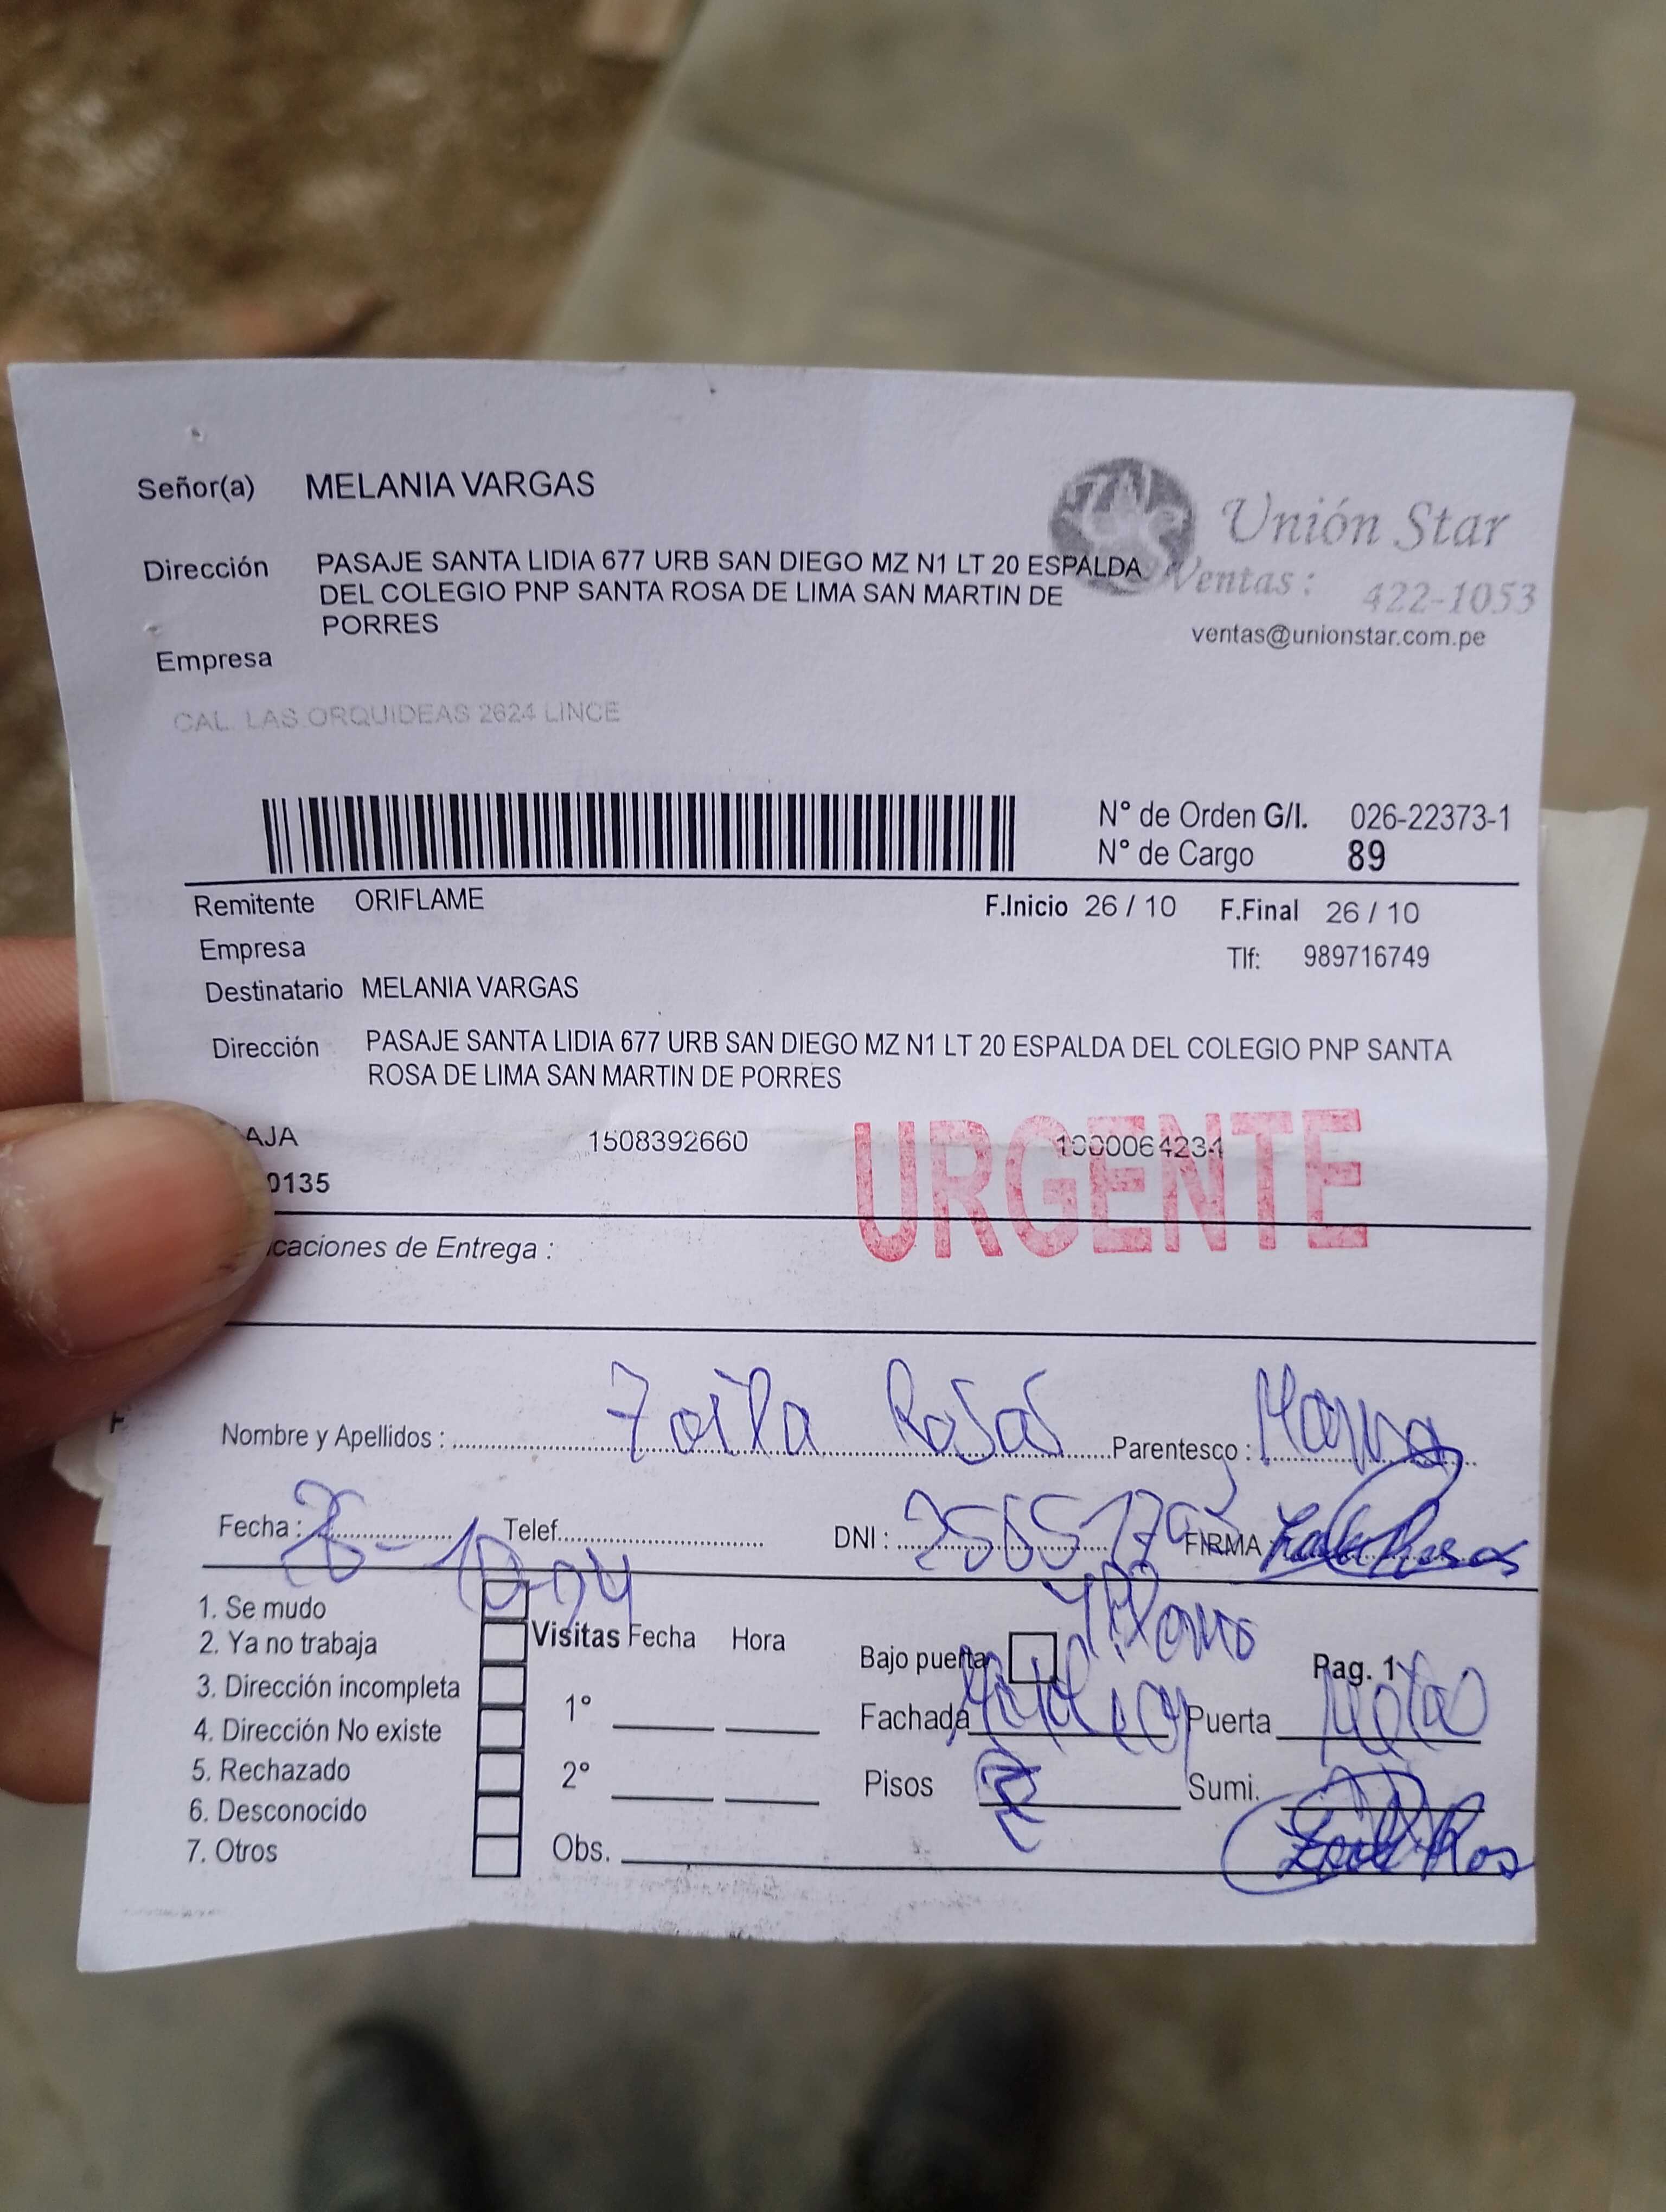 Señor(a) MELANIA VARGAS
Unión Star
Ventas : 422-1053
ventas@unionstar.com.pe
Dirección PASAJE SANTA LIDIA 677 URB SAN DIEGO MZ N1 LT 20 ESPALDA
DEL COLEGIO PNP SANTA ROSA DE LIMA SAN MARTIN DE
PORRES
Empresa
CAL. LAS ORQUIDEAS 2624 LINCE
N° de Orden G/I. 026-22373-1
N° de Cargo 89
Remitente ORIFLAME F.Inicio 26 / 10 F.Final 26 / 10
Empresa Tlf: 989716749
Destinatario MELANIA VARGAS
Dirección PASAJE SANTA LIDIA 677 URB SAN DIEGO MZ N1 LT 20 ESPALDA DEL COLEGIO PNP SANTA
ROSA DE LIMA SAN MARTIN DE PORRES
AJA 1508392660 1000064234
0135
URGENTE
caciones de Entrega :
Nombre y Apellidos : Zoila Rosas Parentesco : Mama
Fecha : Telef. DNI : FIRMA Zoila Rosas
1. Se mudo
2. Ya no trabaja
3. Dirección incompleta
4. Dirección No existe
5. Rechazado
6. Desconocido
7. Otros
Visitas Fecha Hora
1°
2°
Obs.
Bajo puerta Pag. 1
Fachada Puerta
Pisos Sumi.